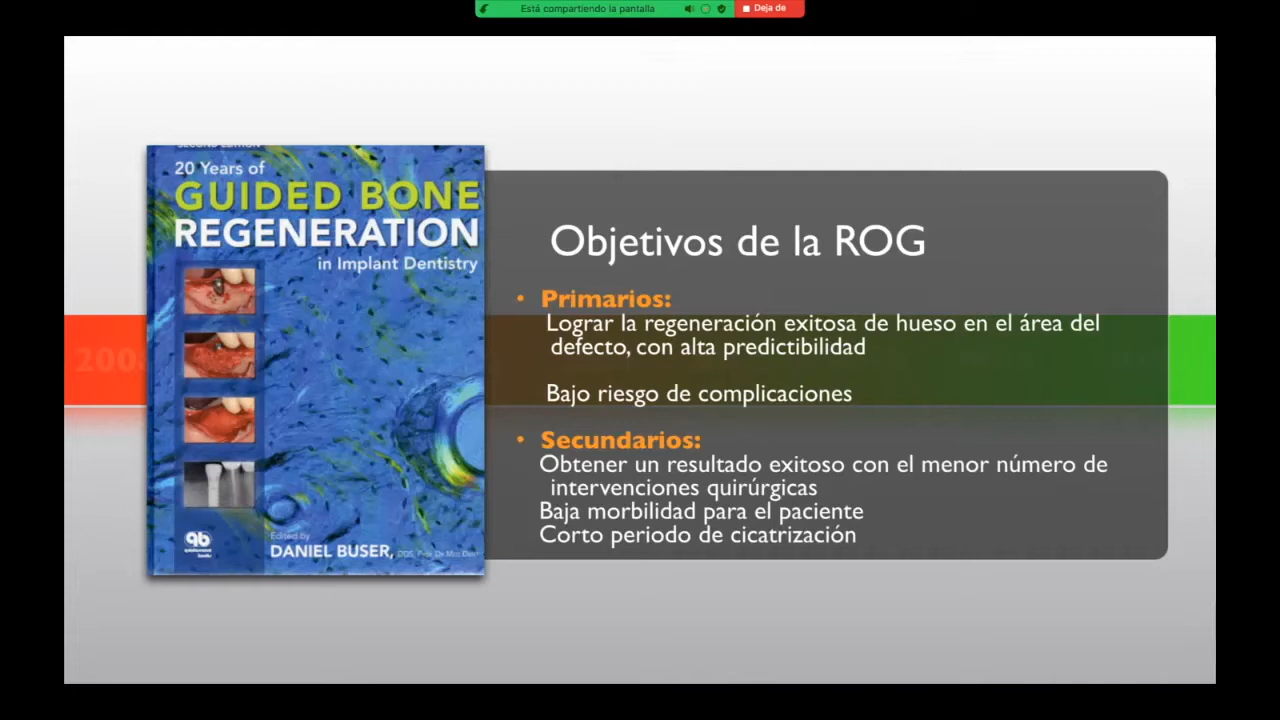 Está compartiendo la pantalla
Deja de
20 Years of
GUIDED BONE
REGENERATION
in Implant Dentistry
Edited by
DANIEL BUSER,
Objetivos de la ROG
• Primarios:
Lograr la regeneración exitosa de hueso en el área del
defecto, con alta predictibilidad
Bajo riesgo de complicaciones
• Secundarios:
Obtener un resultado exitoso con el menor número de
intervenciones quirúrgicas
Baja morbilidad para el paciente
Corto periodo de cicatrización